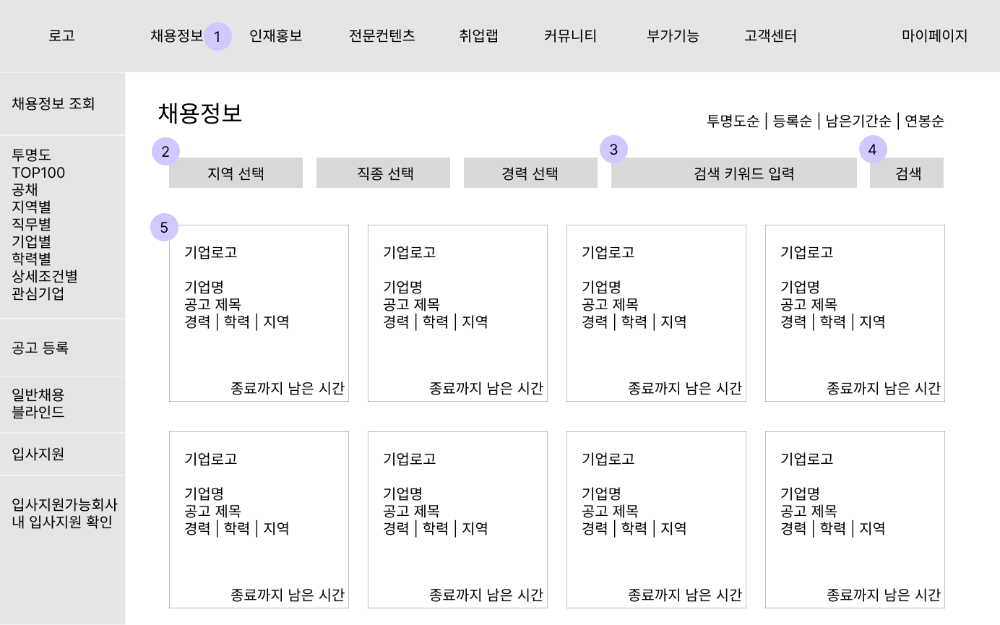 로고
채용정보 1 인재홍보 전문컨텐츠 취업랩 커뮤니티 부가기능 고객센터 마이페이지
채용정보 조회
투명도
TOP100
공채
지역별
직무별
기업별
학력별
상세조건별
관심기업
공고 등록
일반채용
블라인드
입사지원
입사지원가능회사
내 입사지원 확인
채용정보
투명도순 | 등록순 | 남은기간순 | 연봉순
2 3 4
지역 선택 직종 선택 경력 선택 검색 키워드 입력 검색
5
기업로고
기업명
공고 제목
경력 | 학력 | 지역
종료까지 남은 시간
기업로고
기업명
공고 제목
경력 | 학력 | 지역
종료까지 남은 시간
기업로고
기업명
공고 제목
경력 | 학력 | 지역
종료까지 남은 시간
기업로고
기업명
공고 제목
경력 | 학력 | 지역
종료까지 남은 시간
기업로고
기업명
공고 제목
경력 | 학력 | 지역
종료까지 남은 시간
기업로고
기업명
공고 제목
경력 | 학력 | 지역
종료까지 남은 시간
기업로고
기업명
공고 제목
경력 | 학력 | 지역
종료까지 남은 시간
기업로고
기업명
공고 제목
경력 | 학력 | 지역
종료까지 남은 시간